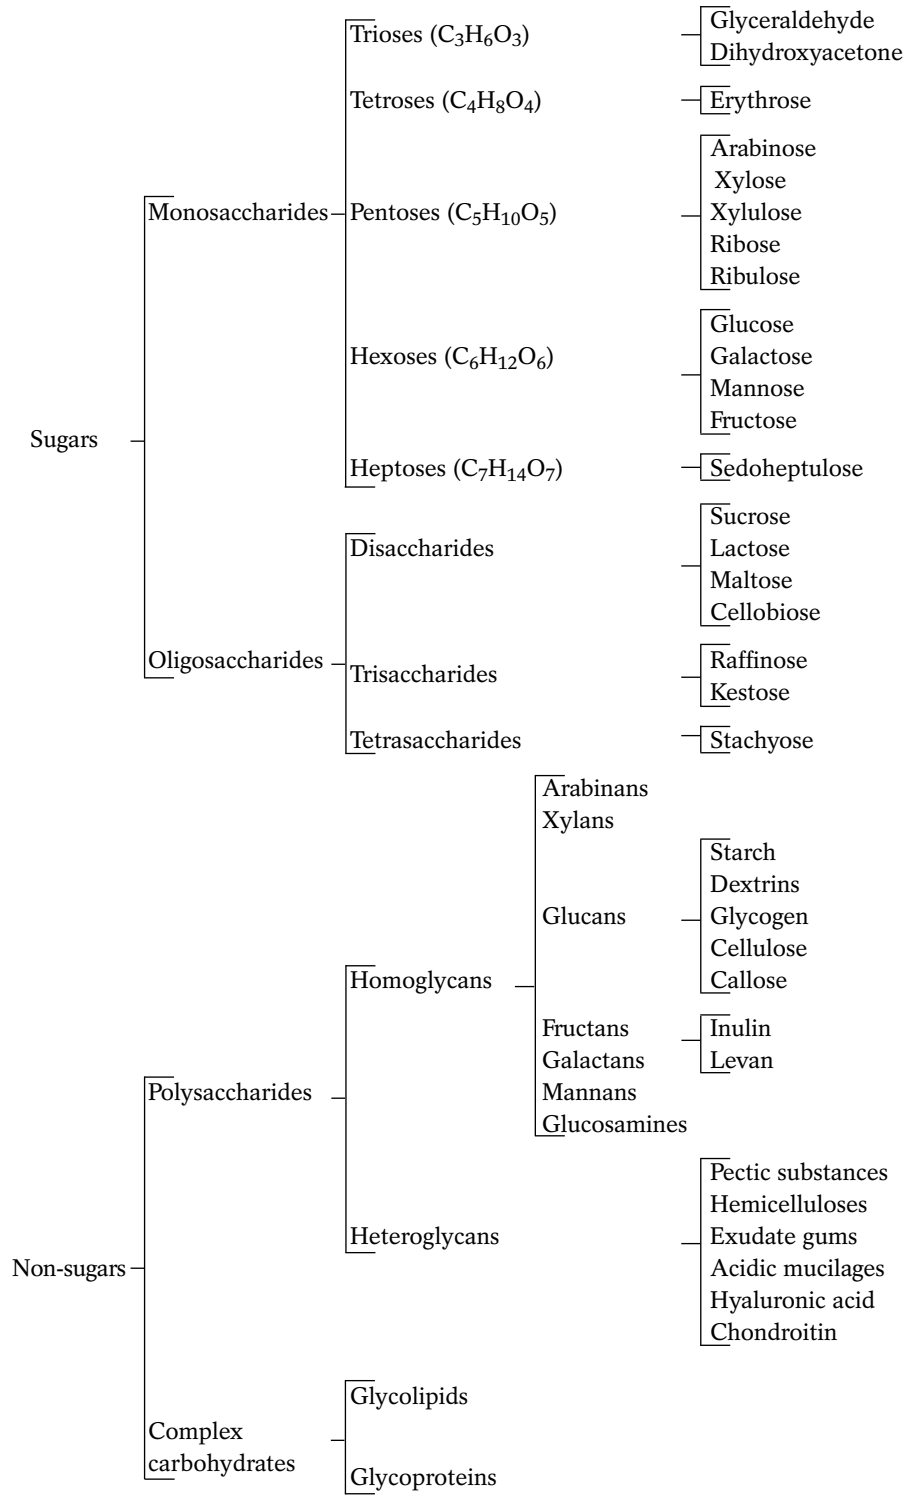 Trioses (C3H6O3)
Glyceraldehyde
Dihydroxyacetone
Tetroses (C4H8O4)
Erythrose
Monosaccharides
Pentoses (C5H10O5)
Arabinose
Xylose
Xylulose
Ribose
Ribulose
Hexoses (C6H12O6)
Glucose
Galactose
Mannose
Fructose
Sugars
Heptoses (C7H14O7)
Sedoheptulose
Disaccharides
Sucrose
Lactose
Maltose
Cellobiose
Oligosaccharides
Trisaccharides
Raffinose
Kestose
Tetrasaccharides
Stachyose
Arabinans
Xylans
Glucans
Starch
Dextrins
Glycogen
Cellulose
Callose
Homoglycans
Fructans
Inulin
Galactans
Levan
Mannans
Glucosamines
Polysaccharides
Heteroglycans
Pectic substances
Hemicelluloses
Exudate gums
Acidic mucilages
Hyaluronic acid
Chondroitin
Non-sugars
Glycolipids
Complex
carbohydrates
Glycoproteins